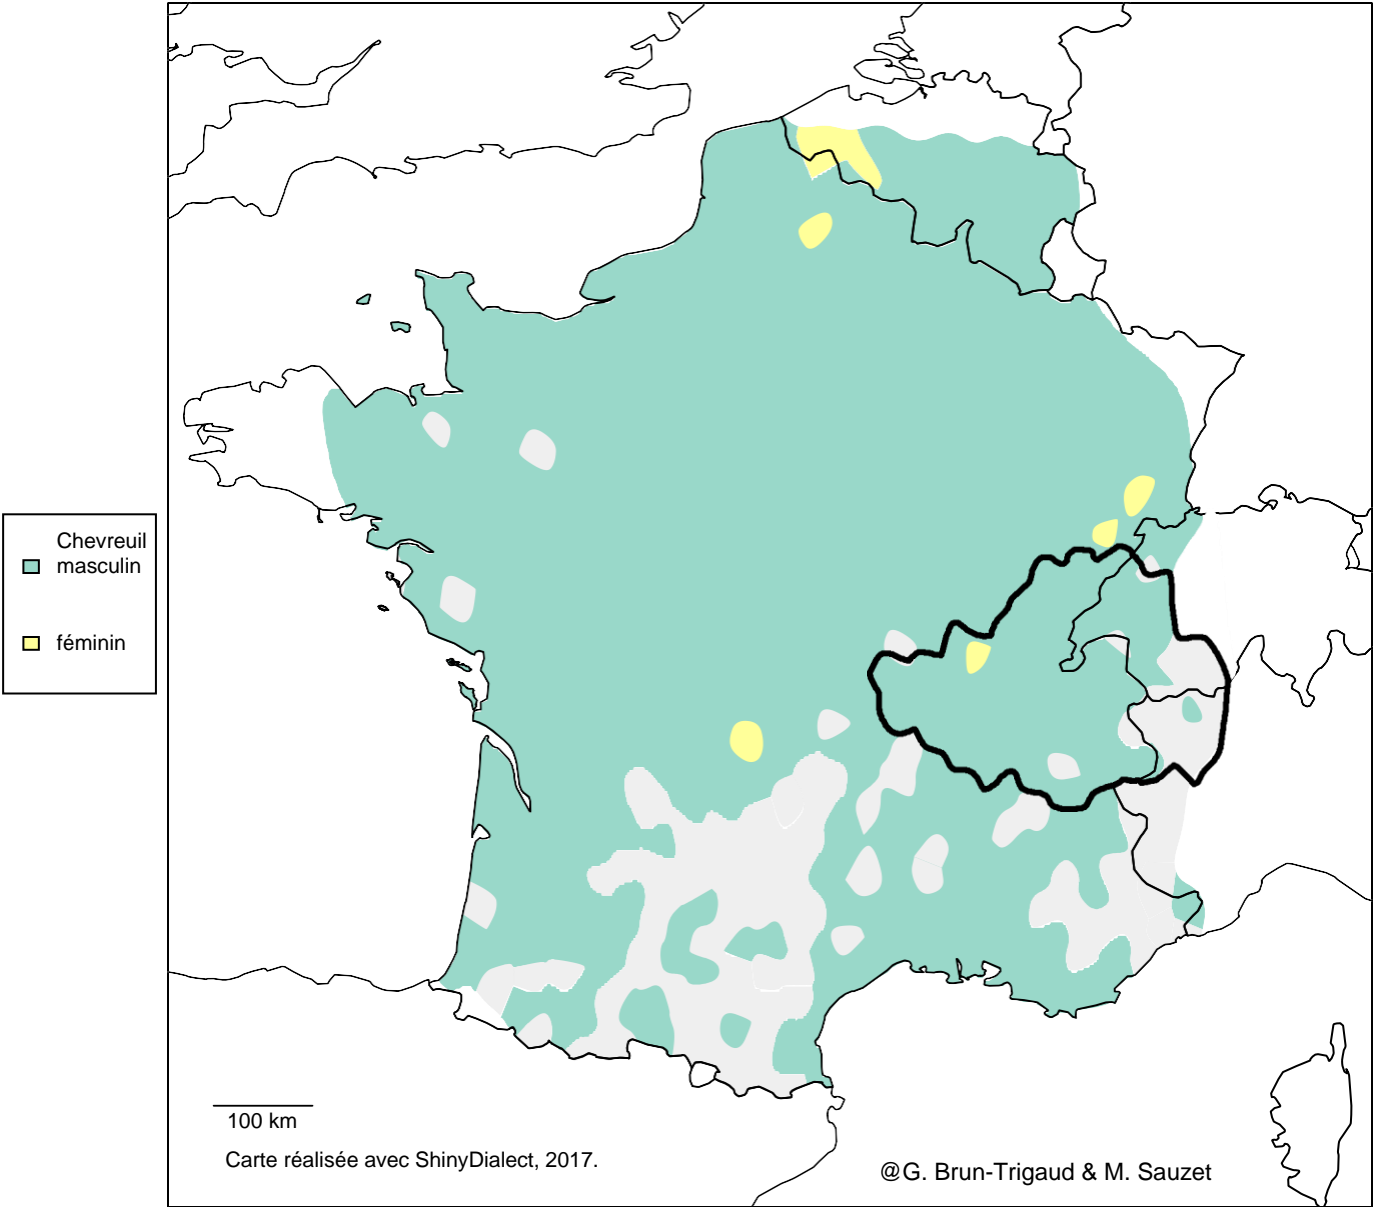 Chevreuil
masculin
féminin
100 km
Carte réalisée avec ShinyDialect, 2017.
@G. Brun-Trigaud & M. Sauzet